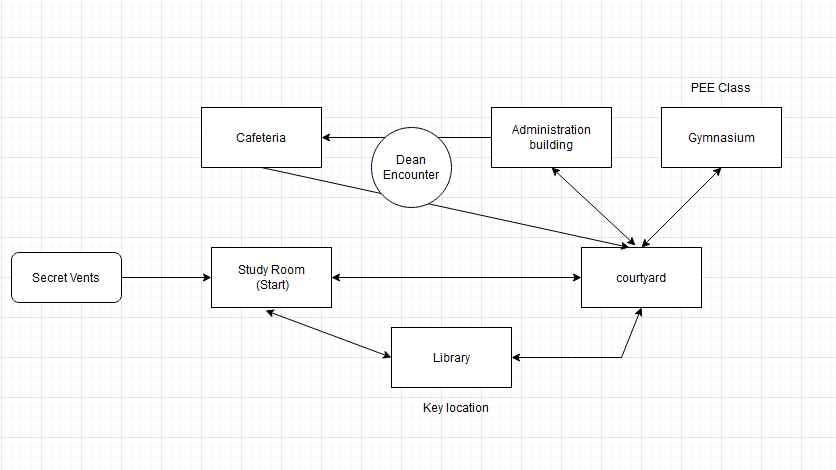 PEE Class
Cafeteria
Administration
building
Gymnasium
Dean
Encounter
Secret Vents
Study Room
(Start)
courtyard
Library
Key location